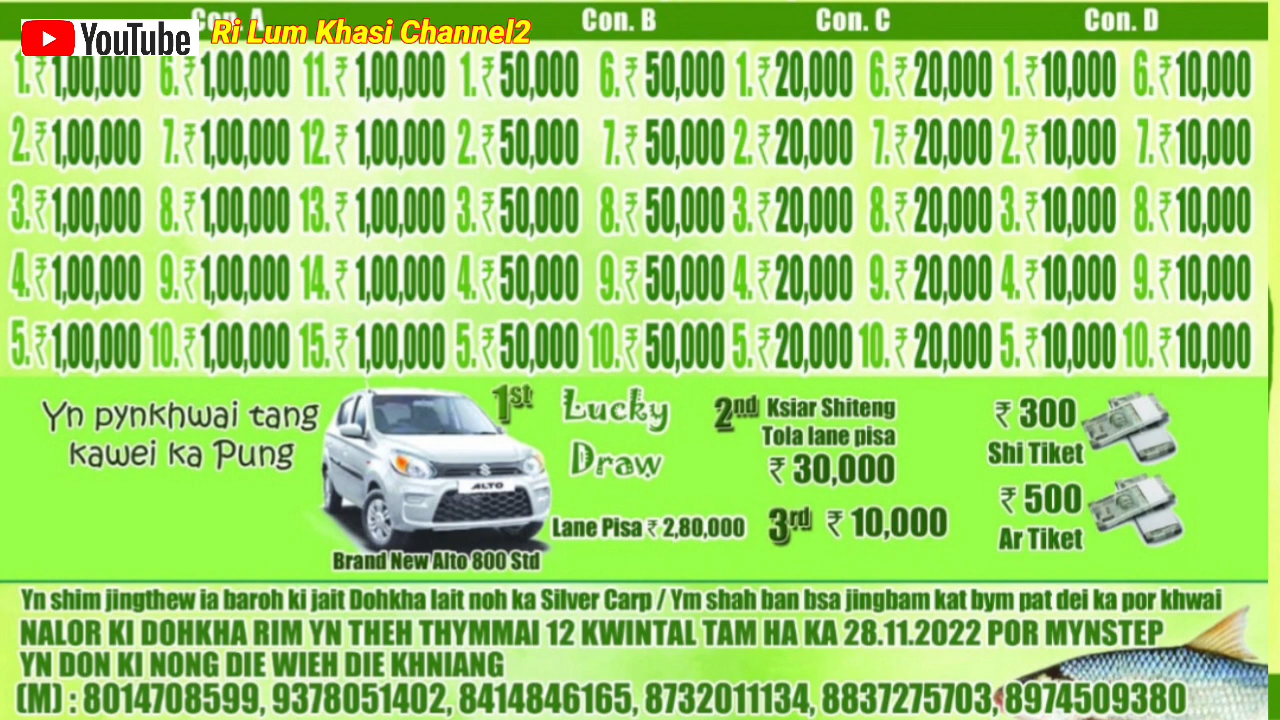 YouTube Ri Lum Khasi Channel2
Con. A Con. B Con. C Con. D
1.₹ 1,00,000 6.₹ 1,00,000 11.₹ 1,00,000 1.₹ 50,000 6.₹ 50,000 1.₹ 20,000 6.₹ 20,000 1.₹ 10,000 6.₹ 10,000
2.₹ 1,00,000 7.₹ 1,00,000 12.₹ 1,00,000 2.₹ 50,000 7.₹ 50,000 2.₹ 20,000 7.₹ 20,000 2.₹ 10,000 7.₹ 10,000
3.₹ 1,00,000 8.₹ 1,00,000 13.₹ 1,00,000 3.₹ 50,000 8.₹ 50,000 3.₹ 20,000 8.₹ 20,000 3.₹ 10,000 8.₹ 10,000
4.₹ 1,00,000 9.₹ 1,00,000 14.₹ 1,00,000 4.₹ 50,000 9.₹ 50,000 4.₹ 20,000 9.₹ 20,000 4.₹ 10,000 9.₹ 10,000
5.₹ 1,00,000 10.₹ 1,00,000 15.₹ 1,00,000 5.₹ 50,000 10.₹ 50,000 5.₹ 20,000 10.₹ 20,000 5.₹ 10,000 10.₹ 10,000
Yn pynkhwai tang
kawei ka Pung
ALTO
Brand New Alto 800 Std
1st Lucky
Draw
Lane Pisa ₹ 2,80,000
2nd Ksiar Shiteng
Tola lane pisa
₹ 30,000
3rd ₹ 10,000
₹ 300
Shi Tiket
₹ 500
Ar Tiket
Yn shim jingthew ia baroh ki jait Dohkha lait noh ka Silver Carp / Ym shah ban bsa jingbam kat bym pat dei ka por khwai
NALOR KI DOHKHA RIM YN THEH THYMMAI 12 KWINTAL TAM HA KA 28.11.2022 POR MYNSTEP
YN DON KI NONG DIE WIEH DIE KHNIANG
(M) : 8014708599, 9378051402, 8414846165, 8732011134, 8837275703, 8974509380